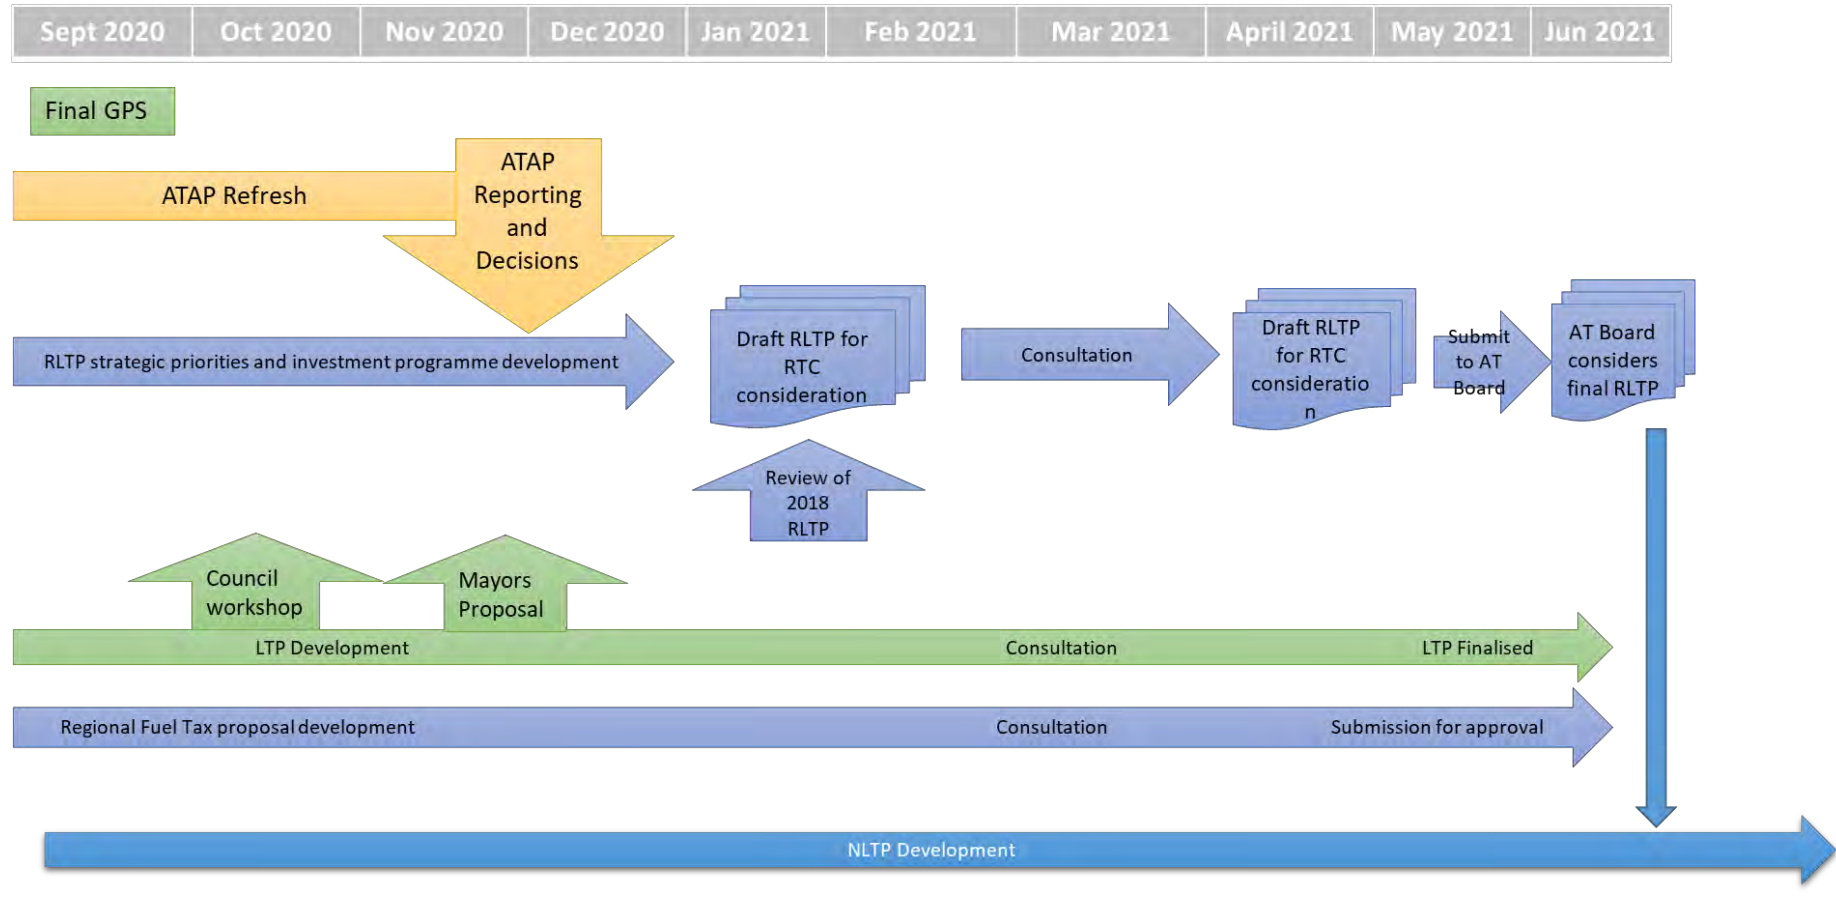 Sept 2020 Oct 2020 Nov 2020 Dec 2020 Jan 2021 Feb 2021 Mar 2021 April 2021 May 2021 Jun 2021
Final GPS
ATAP Refresh
ATAP
Reporting
and
Decisions
RLTP strategic priorities and investment programme development
Draft RLTP for
RTC
consideration
Consultation
Draft RLTP
for RTC
consideratio
n
Submit
to AT
Board
AT Board
considers
final RLTP
Review of
2018
RLTP
Council
workshop
Mayors
Proposal
LTP Development Consultation LTP Finalised
Regional Fuel Tax proposal development Consultation Submission for approval
NLTP Development